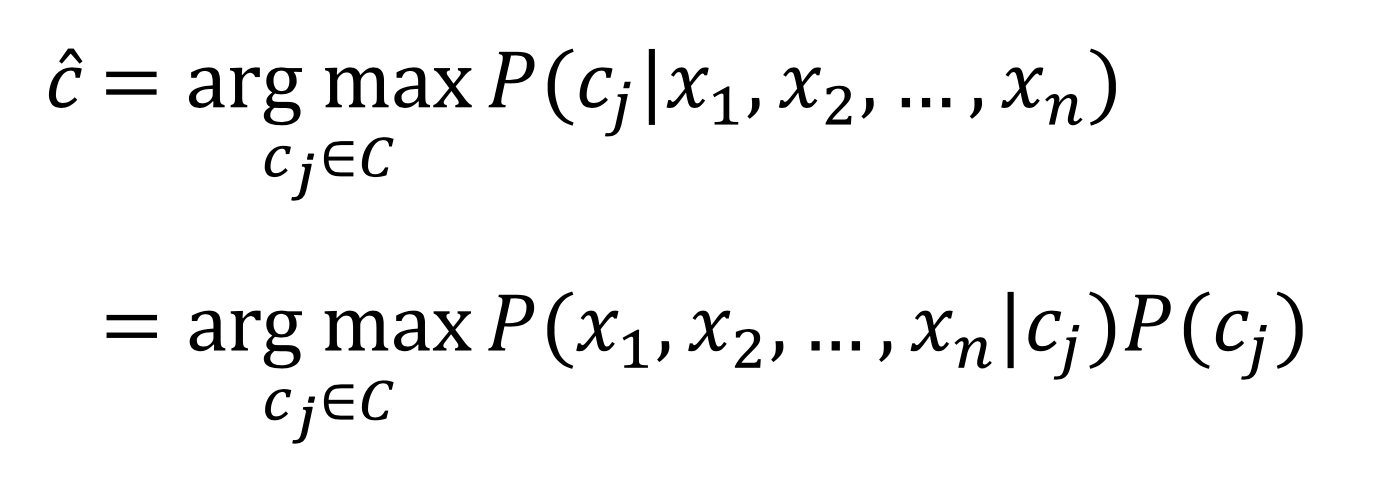 ĉ = arg max P(c_j|x_1, x_2, … , x_n)
c_j∈C
= arg max P(x_1, x_2, … , x_n|c_j)P(c_j)
c_j∈C